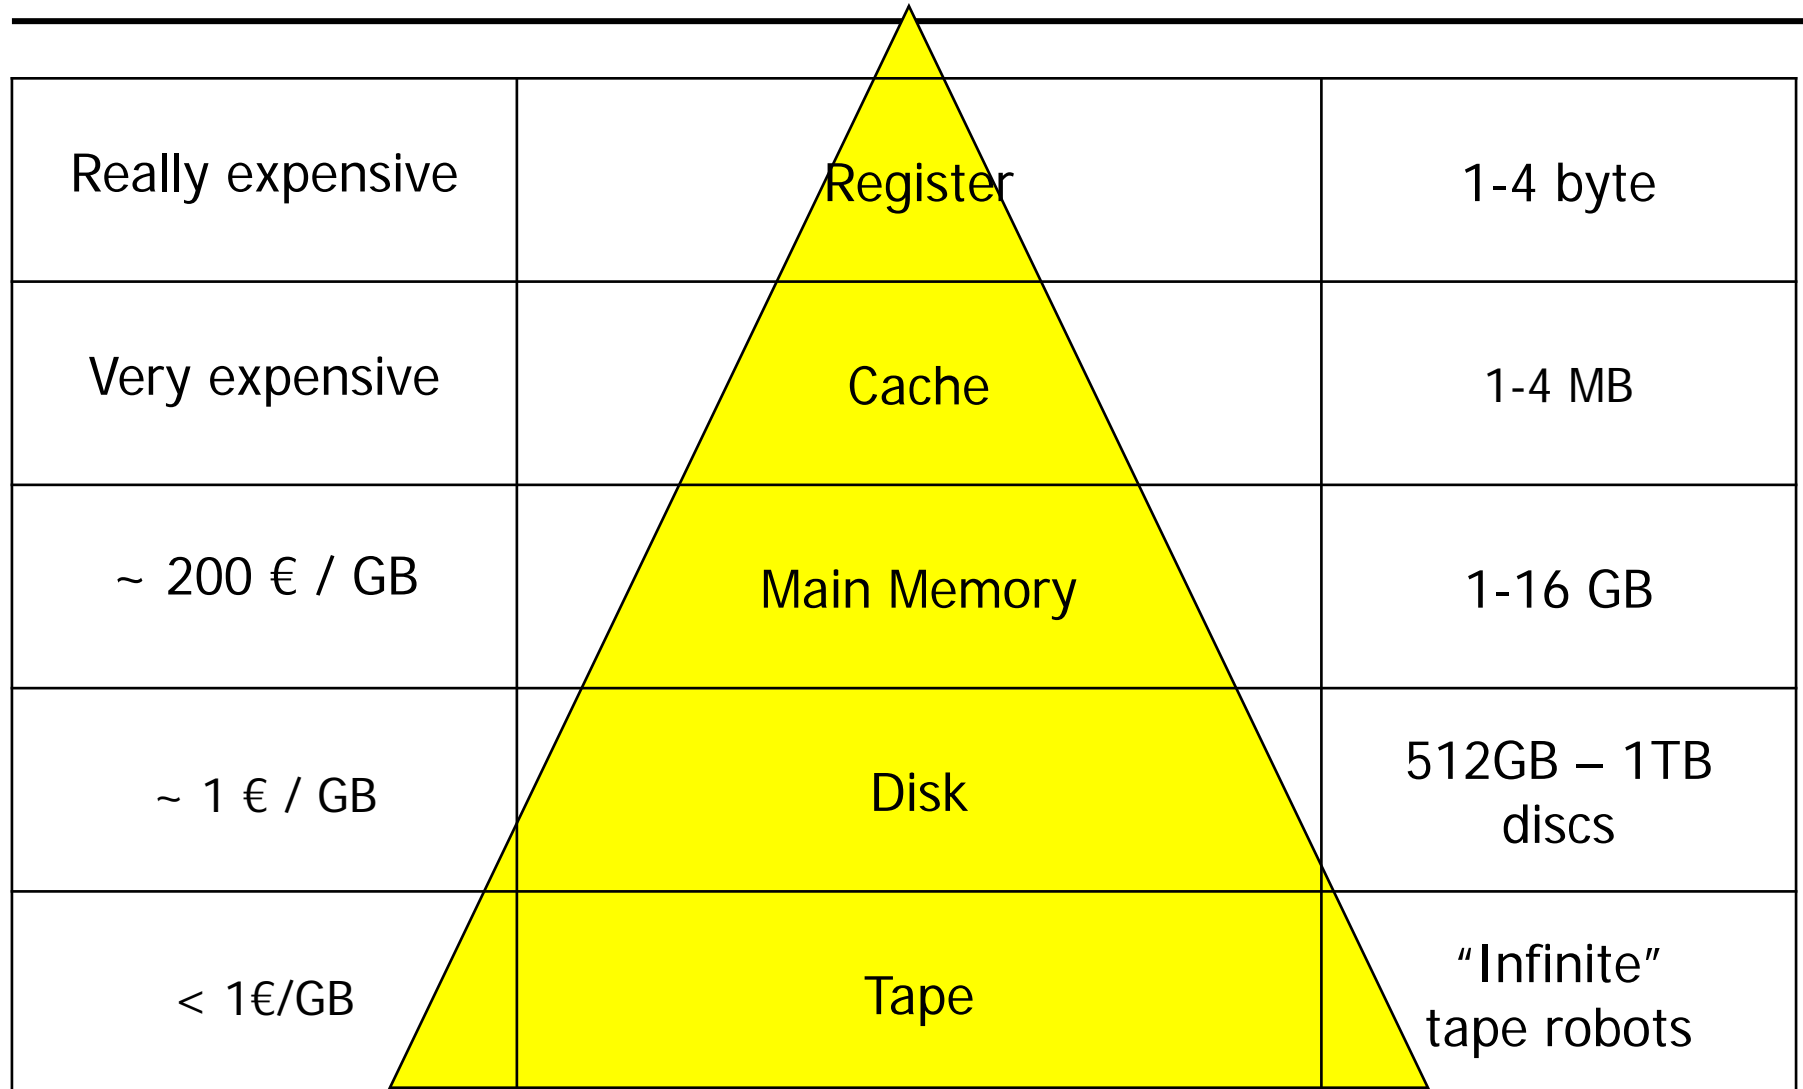 Really expensive
Register
1-4 byte
Very expensive
Cache
1-4 MB
~ 200 € / GB
Main Memory
1-16 GB
~ 1 € / GB
Disk
512GB – 1TB
discs
< 1€/GB
Tape
“Infinite”
tape robots